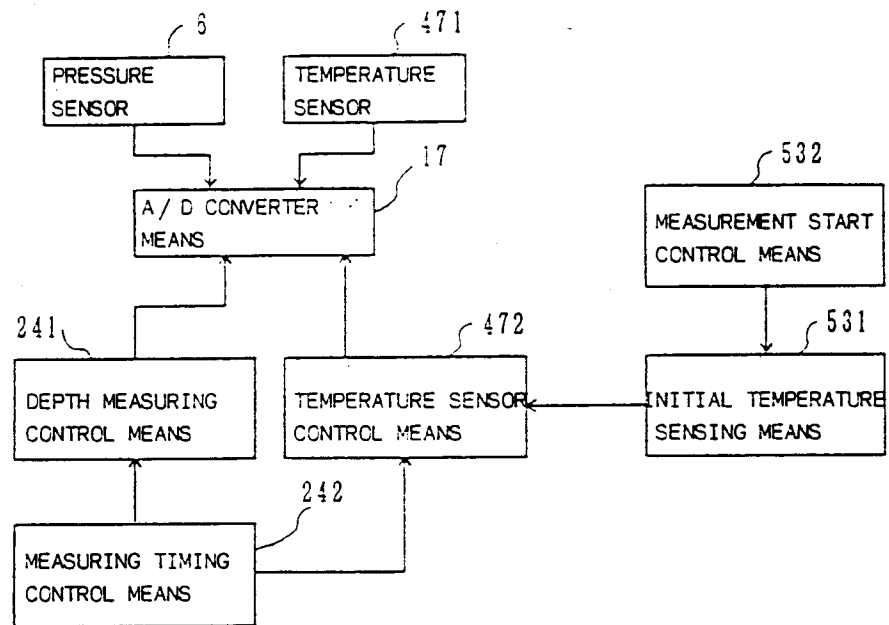 6
471
PRESSURE
SENSOR
TEMPERATURE
SENSOR
17
532
A/D CONVERTER
MEANS
MEASUREMENT START
CONTROL MEANS
241
472
531
DEPTH MEASURING
CONTROL MEANS
TEMPERATURE SENSOR
CONTROL MEANS
INITIAL TEMPERATURE
SENSING MEANS
242
MEASURING TIMING
CONTROL MEANS